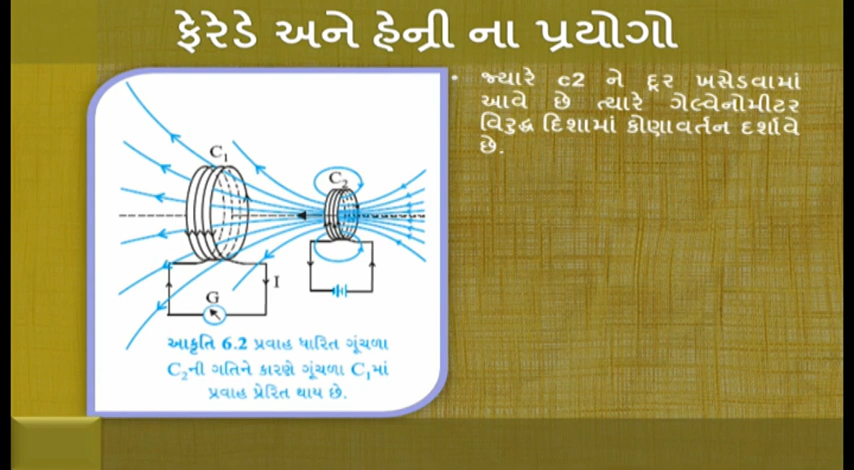 ફેરેડે અને હેન્રી ના પ્રયોગો
• જ્યારે c2 ને દૂર ખસેડવામાં
આવે છે ત્યારે ગેલ્વેનોમીટર
વિરુદ્ધ દિશામાં કોણાવર્તન દર્શાવે
છે.
C₁
C₂
I
G
આકૃતિ 6.2 પ્રવાહ ધારિત ગૂંચળા
C₂ની ગતિને કારણે ગૂંચળા C₁માં
પ્રવાહ પ્રેરિત થાય છે.